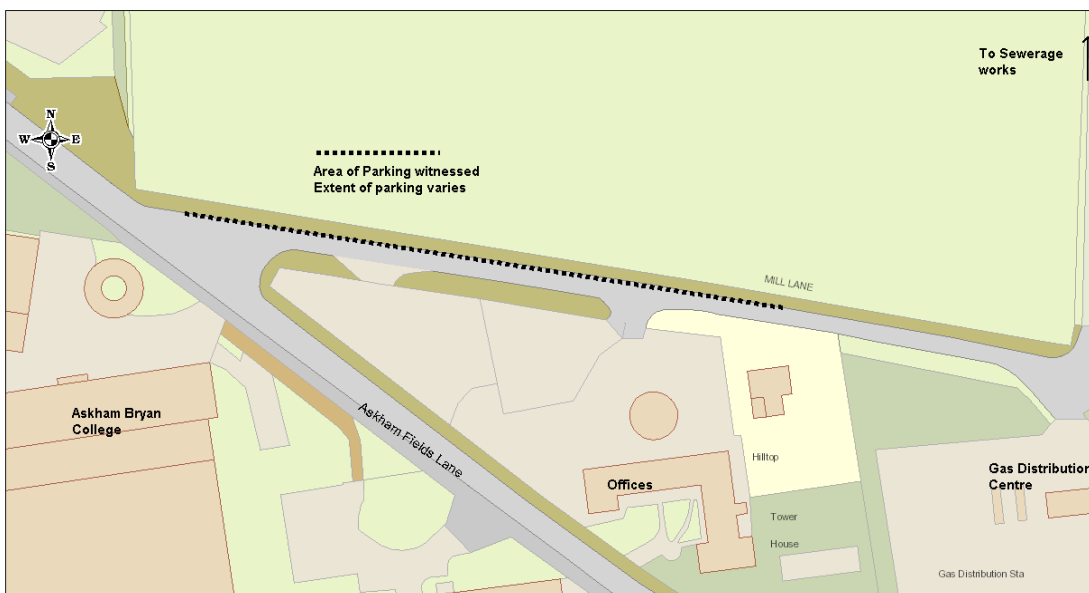 To Sewerage
works
N
W E
S
Area of Parking witnessed
Extent of parking varies
MILL LANE
Askham Bryan
College
Askham Fields Lane
Hilltop
Offices
Gas Distribution
Centre
Tower
House
Gas Distribution Sta